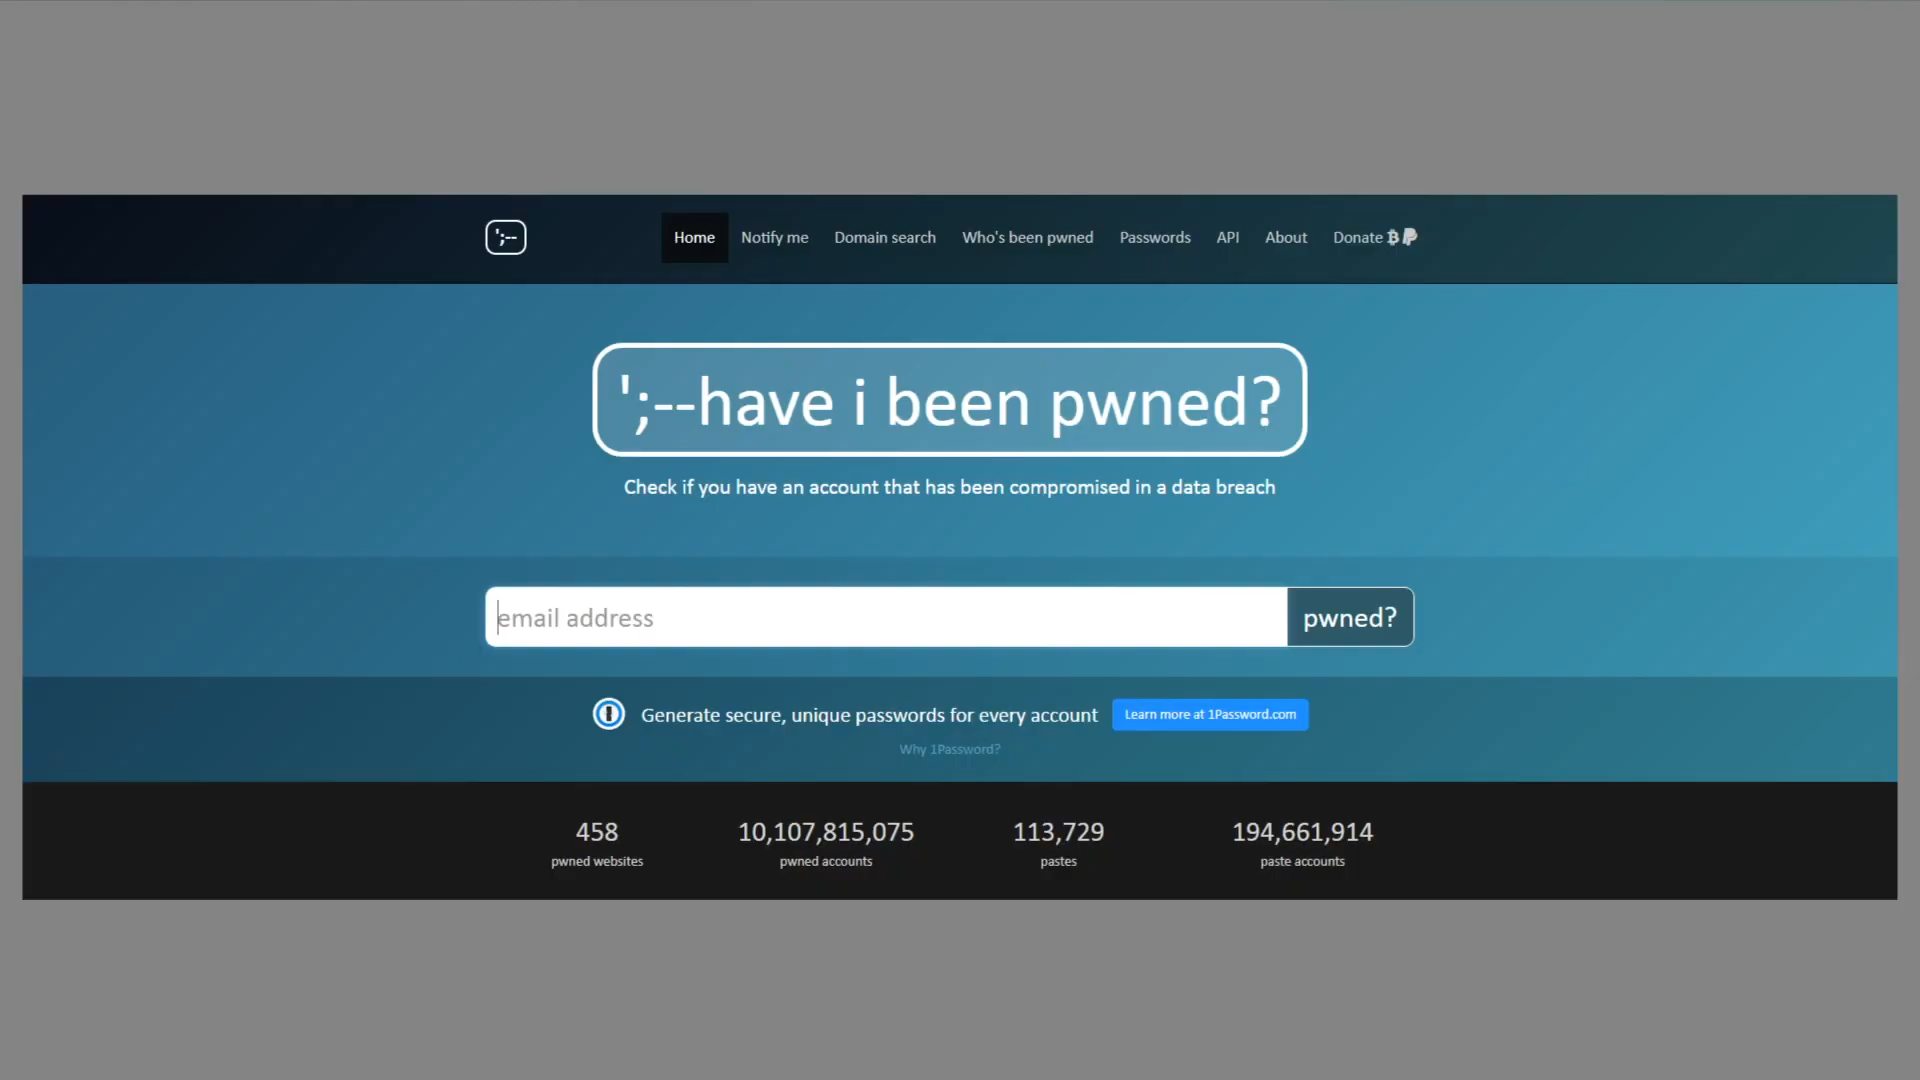 ';--
Home Notify me Domain search Who's been pwned Passwords API About Donate
';--have i been pwned?
Check if you have an account that has been compromised in a data breach
email address pwned?
Generate secure, unique passwords for every account Learn more at 1Password.com
Why 1Password?
458 10,107,815,075 113,729 194,661,914
pwned websites pwned accounts pastes paste accounts